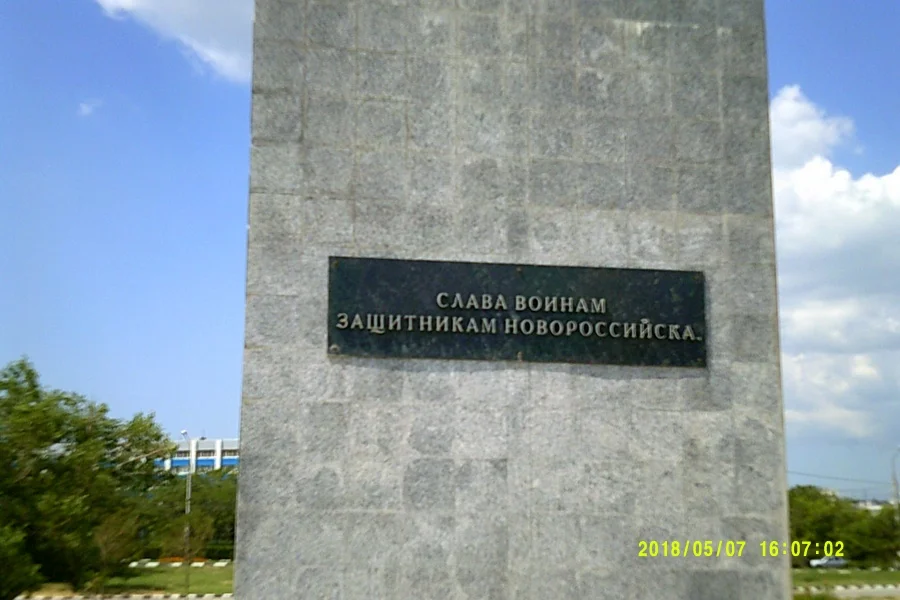 СЛАВА ВОИНАМ
ЗАЩИТНИКАМ НОВОРОССИЙСКА.
2018/05/07 16:07:02